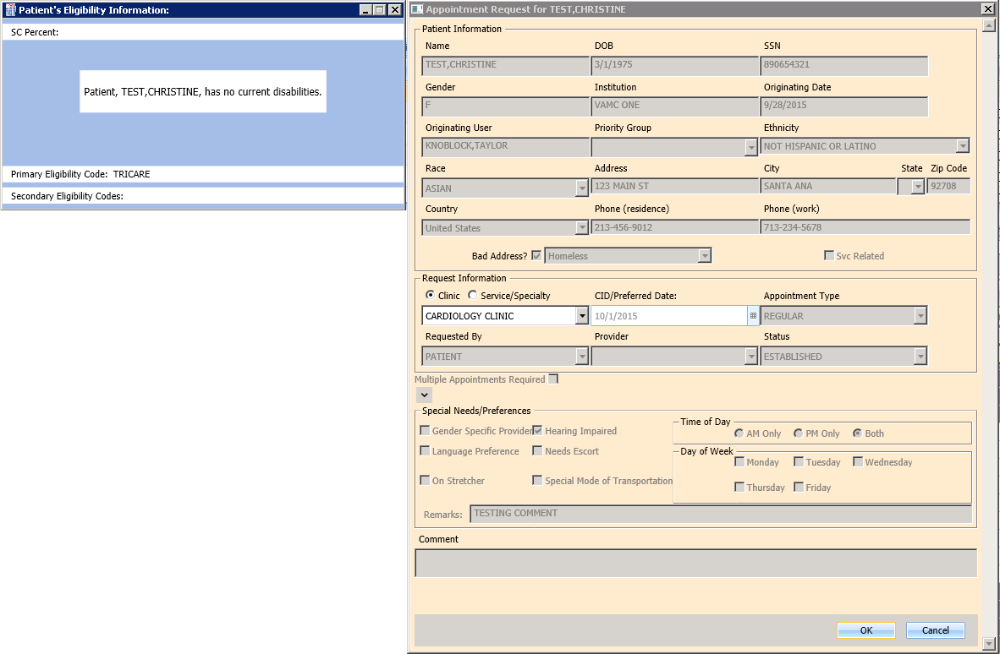 Patient's Eligibility Information:
SC Percent:
Patient, TEST,CHRISTINE, has no current disabilities.
Primary Eligibility Code: TRICARE
Secondary Eligibility Codes:
Appointment Request for TEST,CHRISTINE
Patient Information
Name DOB SSN
TEST,CHRISTINE 3/1/1975 890654321
Gender Institution Originating Date
F VAMC ONE 9/28/2015
Originating User Priority Group Ethnicity
KNOBLOCK,TAYLOR NOT HISPANIC OR LATINO
Race Address City State Zip Code
ASIAN 123 MAIN ST SANTA ANA 92708
Country Phone (residence) Phone (work)
United States 213-456-9012 713-234-5678
Bad Address? Homeless Svc Related
Request Information
Clinic Service/Specialty CID/Preferred Date: Appointment Type
CARDIOLOGY CLINIC 10/1/2015 REGULAR
Requested By Provider Status
PATIENT ESTABLISHED
Multiple Appointments Required
Special Needs/Preferences
Gender Specific Provider Hearing Impaired
Language Preference Needs Escort
On Stretcher Special Mode of Transportation
Time of Day
AM Only PM Only Both
Day of Week
Monday Tuesday Wednesday
Thursday Friday
Remarks: TESTING COMMENT
Comment
OK Cancel